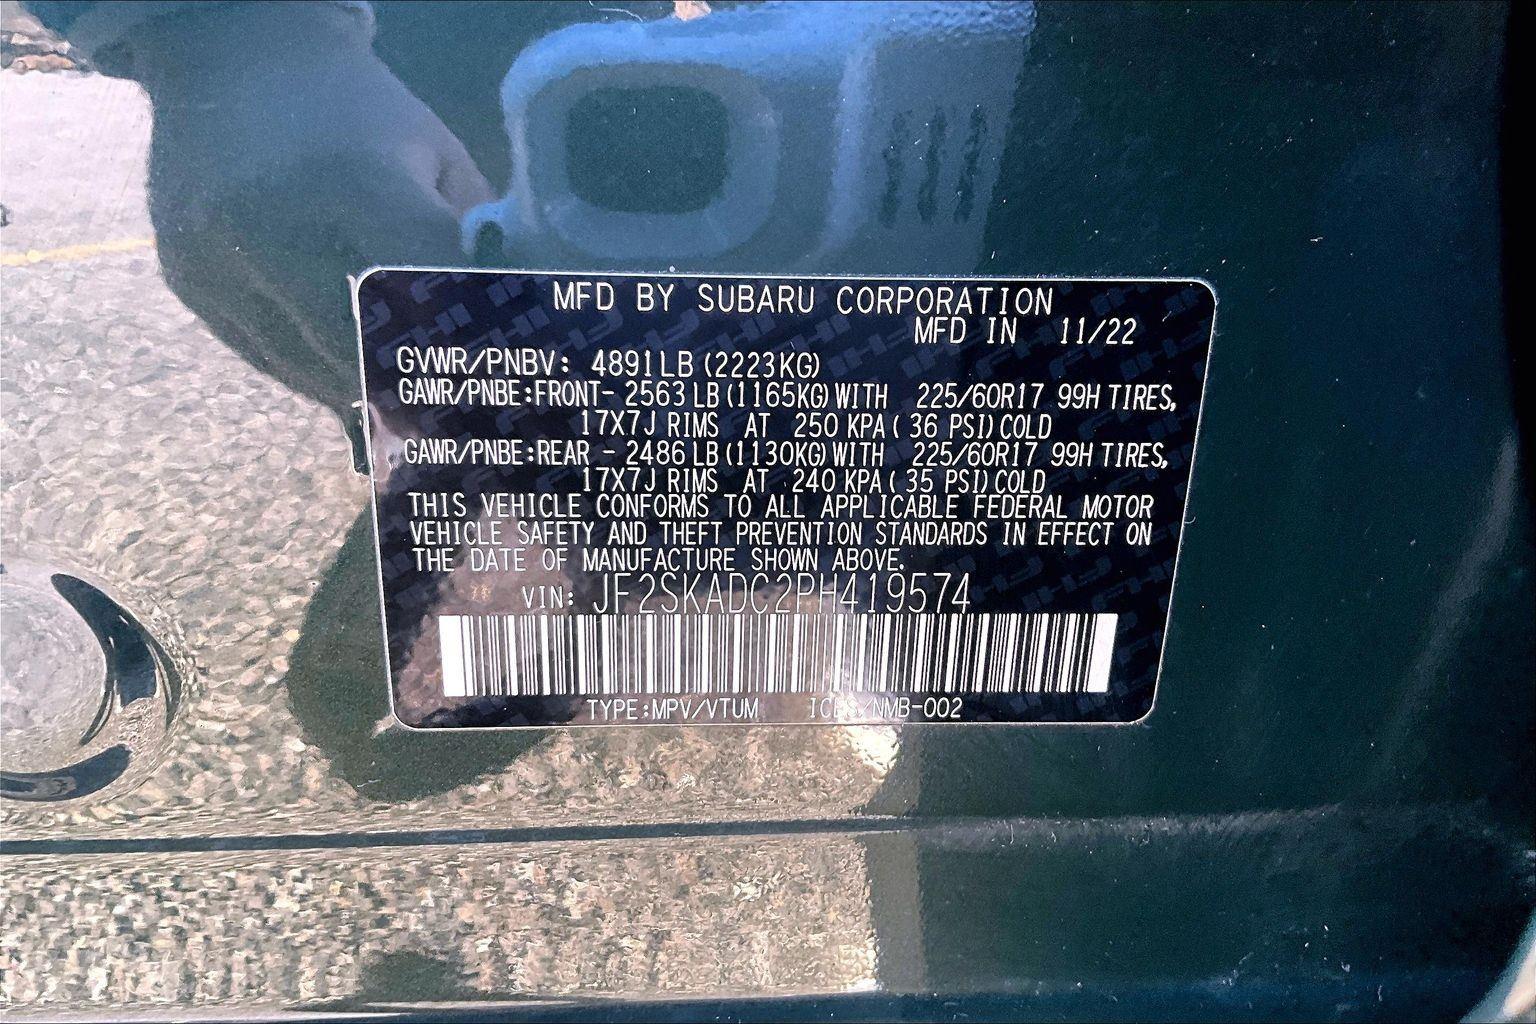 MFD BY SUBARU CORPORATION
MFD IN 11/22
GVWR/PNBV: 4891LB (2223KG)
GAWR/PNBE:FRONT- 2563 LB (1165KG) WITH 225/60R17 99H TIRES,
17X7J RIMS AT 250 KPA ( 36 PSI) COLD
GAWR/PNBE:REAR - 2486 LB (1130KG) WITH 225/60R17 99H TIRES,
17X7J RIMS AT 240 KPA ( 35 PSI) COLD
THIS VEHICLE CONFORMS TO ALL APPLICABLE FEDERAL MOTOR
VEHICLE SAFETY AND THEFT PREVENTION STANDARDS IN EFFECT ON
THE DATE OF MANUFACTURE SHOWN ABOVE.
VIN: JF2SKADC2PH419574
TYPE:MPV/VTUM /NMB-002